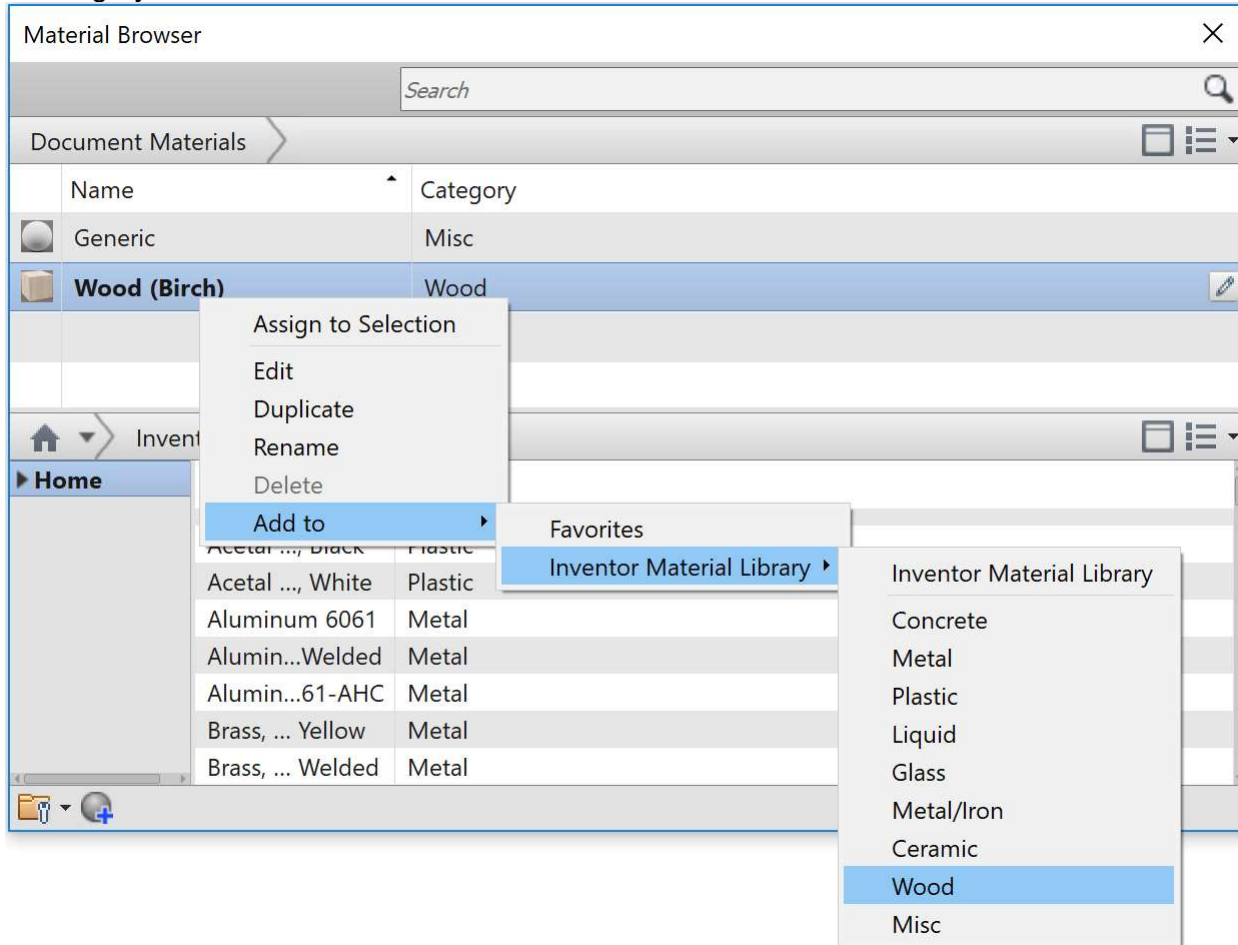 Material Browser
Search
Document Materials
Name Category
Generic Misc
Wood (Birch) Wood
Assign to Selection
Edit
Duplicate
Rename
Delete
Add to
Favorites
Inventor Material Library
Inventor Material Library
Concrete
Metal
Plastic
Liquid
Glass
Metal/Iron
Ceramic
Wood
Misc
Home
Acetal ..., Black Plastic
Acetal ..., White Plastic
Aluminum 6061 Metal
Alumin...Welded Metal
Alumin...61-AHC Metal
Brass, ... Yellow Metal
Brass, ... Welded Metal